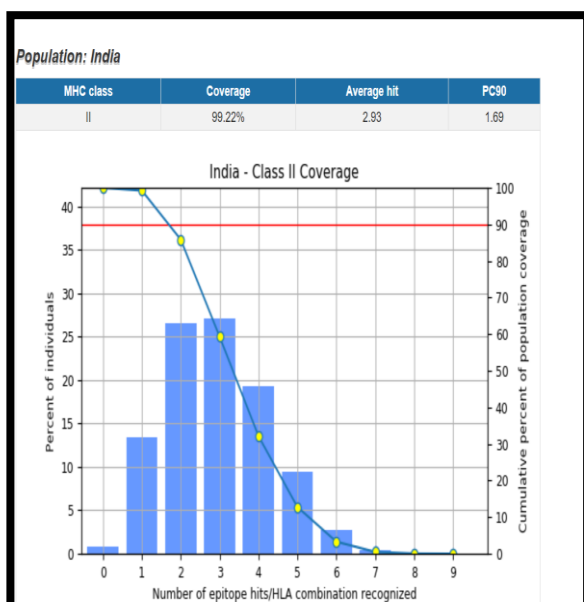 Population: India
MHC class Coverage Average hit PC90
II 99.22% 2.93 1.69
India - Class II Coverage
Percent of individuals
40
35
30
25
20
15
10
5
0
100
90
80
70
60
50
40
30
20
10
0
Cumulative percent of population coverage
0 1 2 3 4 5 6 7 8 9
Number of epitope hits/HLA combination recognized